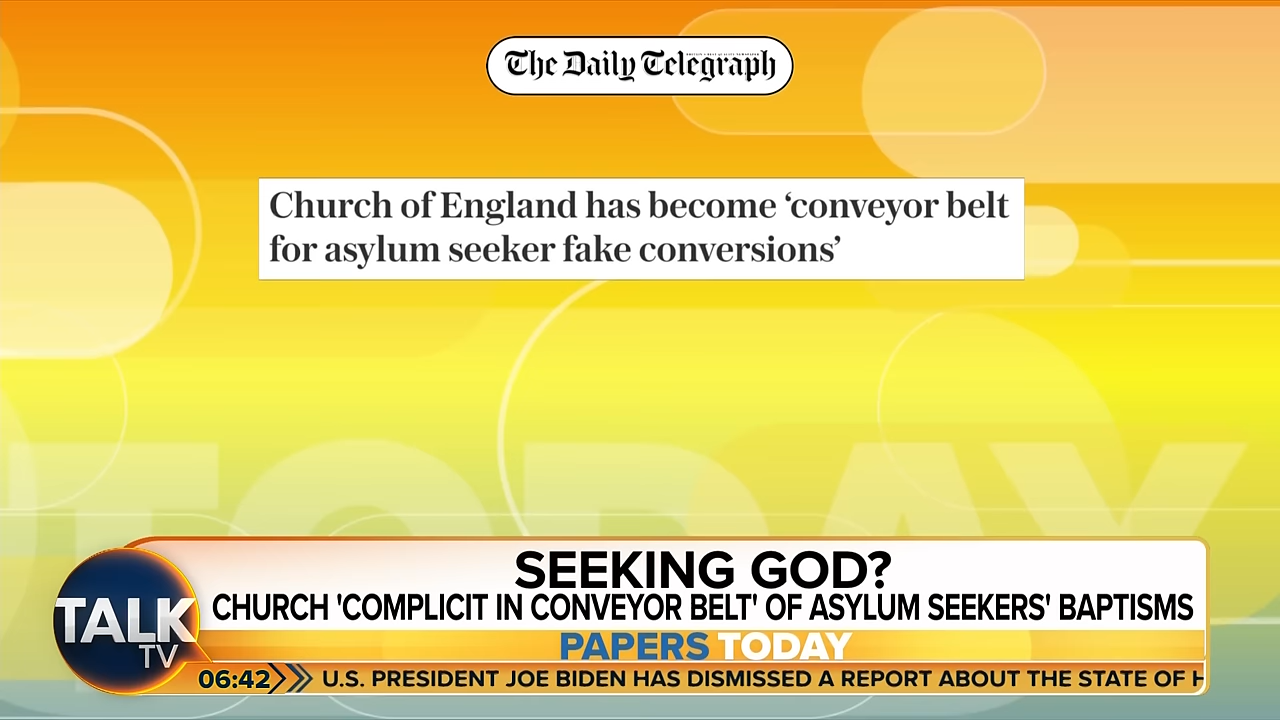 The Daily Telegraph
Church of England has become ‘conveyor belt
for asylum seeker fake conversions’
TODAY
SEEKING GOD?
CHURCH 'COMPLICIT IN CONVEYOR BELT' OF ASYLUM SEEKERS' BAPTISMS
TALK
TV
PAPERS TODAY
06:42
U.S. PRESIDENT JOE BIDEN HAS DISMISSED A REPORT ABOUT THE STATE OF